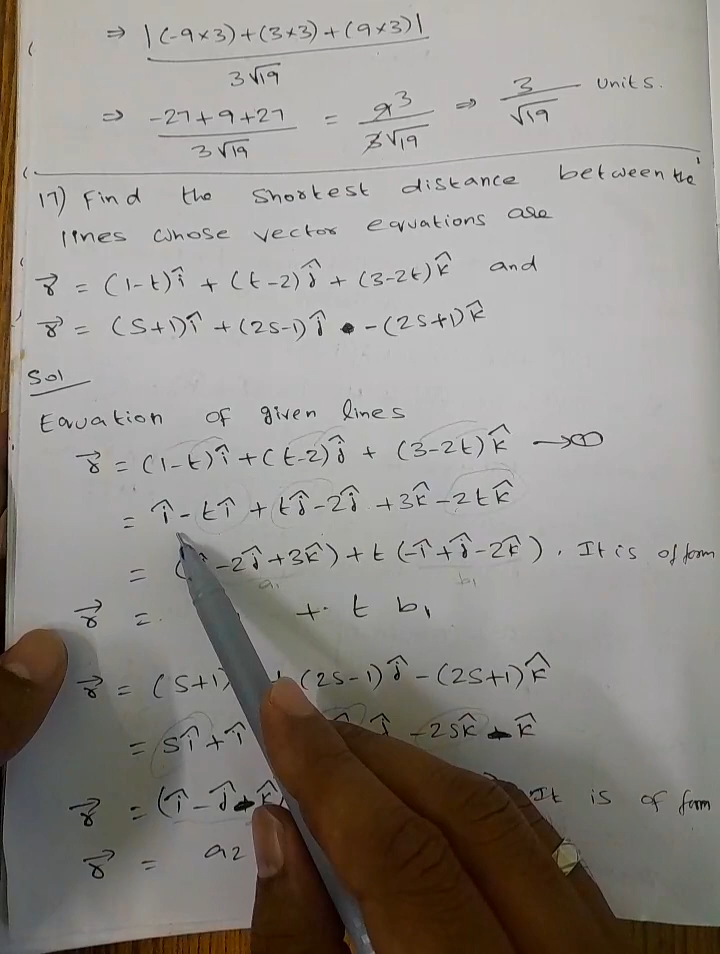 ⇒ |(-9×3)+(3×3)+(9×3)|
3√19
⇒ -27+9+27 / 3√19 = 9 3 / 3√19 ⇒ 3/√19 units.
17) Find the shortest distance between the
lines whose vector equations are
r⃗ = (1-t)î + (t-2)ĵ + (3-2t)k̂ and
r⃗ = (S+1)î + (2S-1)ĵ - (2S+1)k̂
Sol
Equation of given lines
r⃗ = (1-t)î + (t-2)ĵ + (3-2t)k̂ →①
= î - tî + tĵ - 2ĵ + 3k̂ - 2tk̂
= ( -2ĵ + 3k̂) + t (-î + ĵ - 2k̂). It is of form
a₁ b₁
r⃗ = + t b₁
r⃗ = (S+1) (2S-1)ĵ - (2S+1)k̂
= Sî + î ĵ - 2Sk̂ - k̂
r⃗ = (î - ĵ - k̂ It is of form
r⃗ = a₂